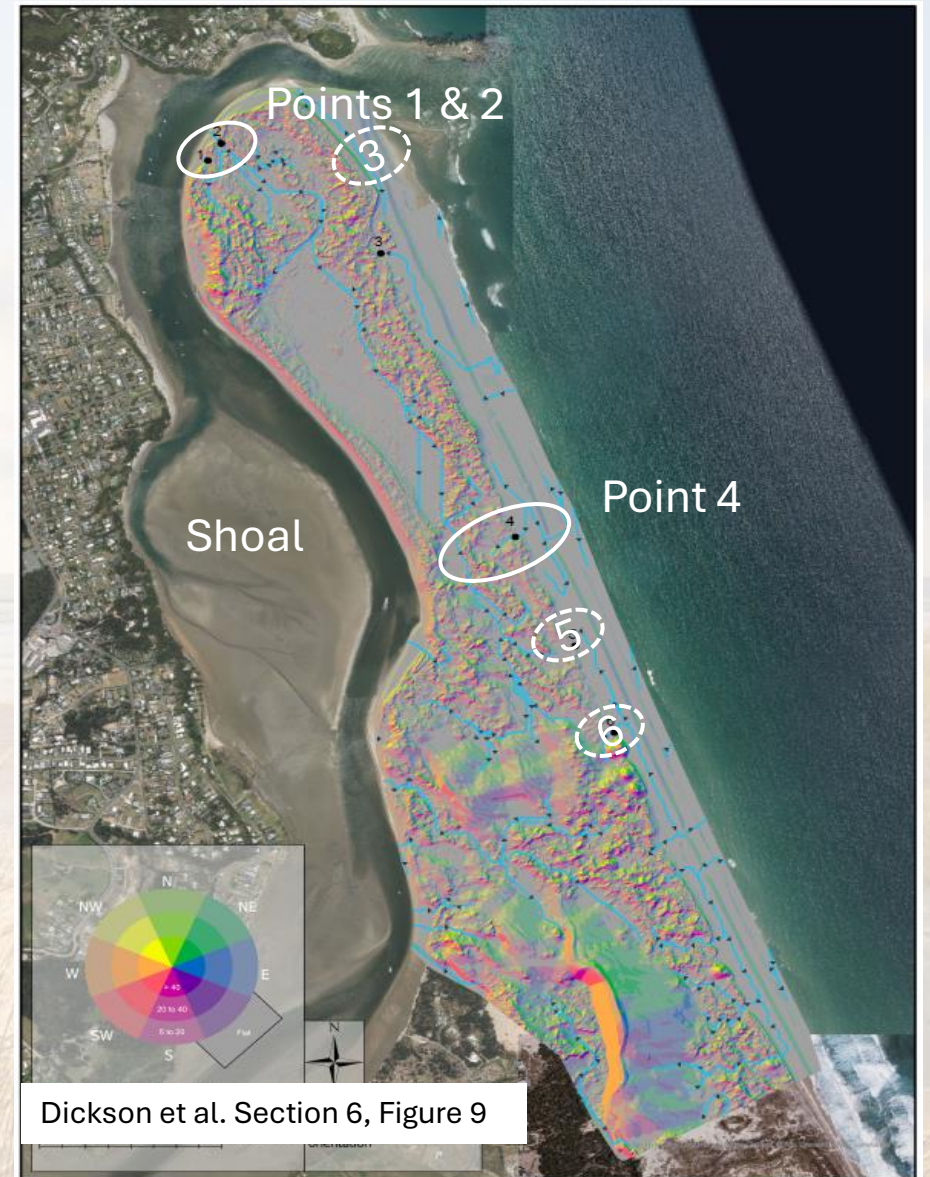 Points 1 & 2
2
1
3
3
4
Point 4
Shoal
5
6
N
NW
NE
W
E
> 40
20 to 40
5 to 20
Flat
SW
S
N
Dickson et al. Section 6, Figure 9
Orientation